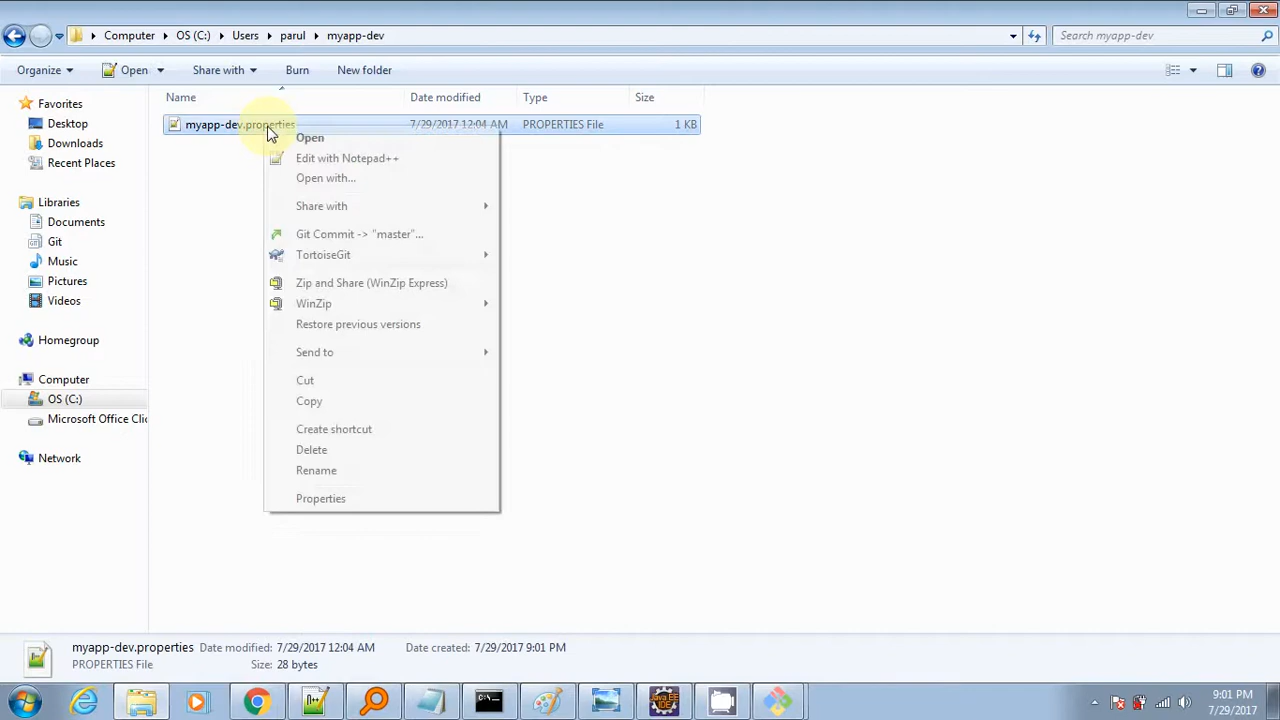 Computer OS (C:) Users parul myapp-dev Search myapp-dev
Organize Open Share with Burn New folder
Name Date modified Type Size
myapp-dev.properties 7/29/2017 12:04 AM PROPERTIES File 1 KB
Favorites
Desktop
Downloads
Recent Places
Libraries
Documents
Git
Music
Pictures
Videos
Homegroup
Computer
OS (C:)
Microsoft Office Clic
Network
Open
Edit with Notepad++
Open with...
Share with
Git Commit -> "master"...
TortoiseGit
Zip and Share (WinZip Express)
WinZip
Restore previous versions
Send to
Cut
Copy
Create shortcut
Delete
Rename
Properties
myapp-dev.properties Date modified: 7/29/2017 12:04 AM Date created: 7/29/2017 9:01 PM
PROPERTIES File Size: 28 bytes
Java EE
IDE
9:01 PM
7/29/2017